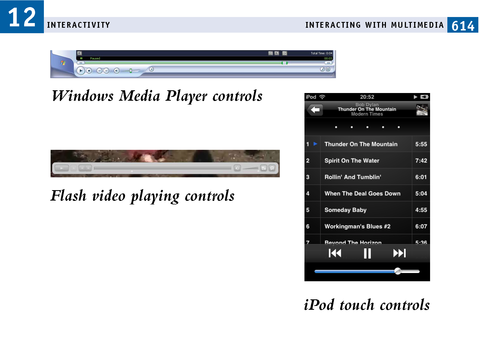 12 INTERACTIVITY INTERACTING WITH MULTIMEDIA 614
Windows Media Player controls
Flash video playing controls
iPod 20:52
Bob Dylan
Thunder On The Mountain
Modern Times
1 Thunder On The Mountain 5:55
2 Spirit On The Water 7:42
3 Rollin' And Tumblin' 6:01
4 When The Deal Goes Down 5:04
5 Someday Baby 4:55
6 Workingman's Blues #2 6:07
7 Beyond The Horizon 5:36
iPod touch controls